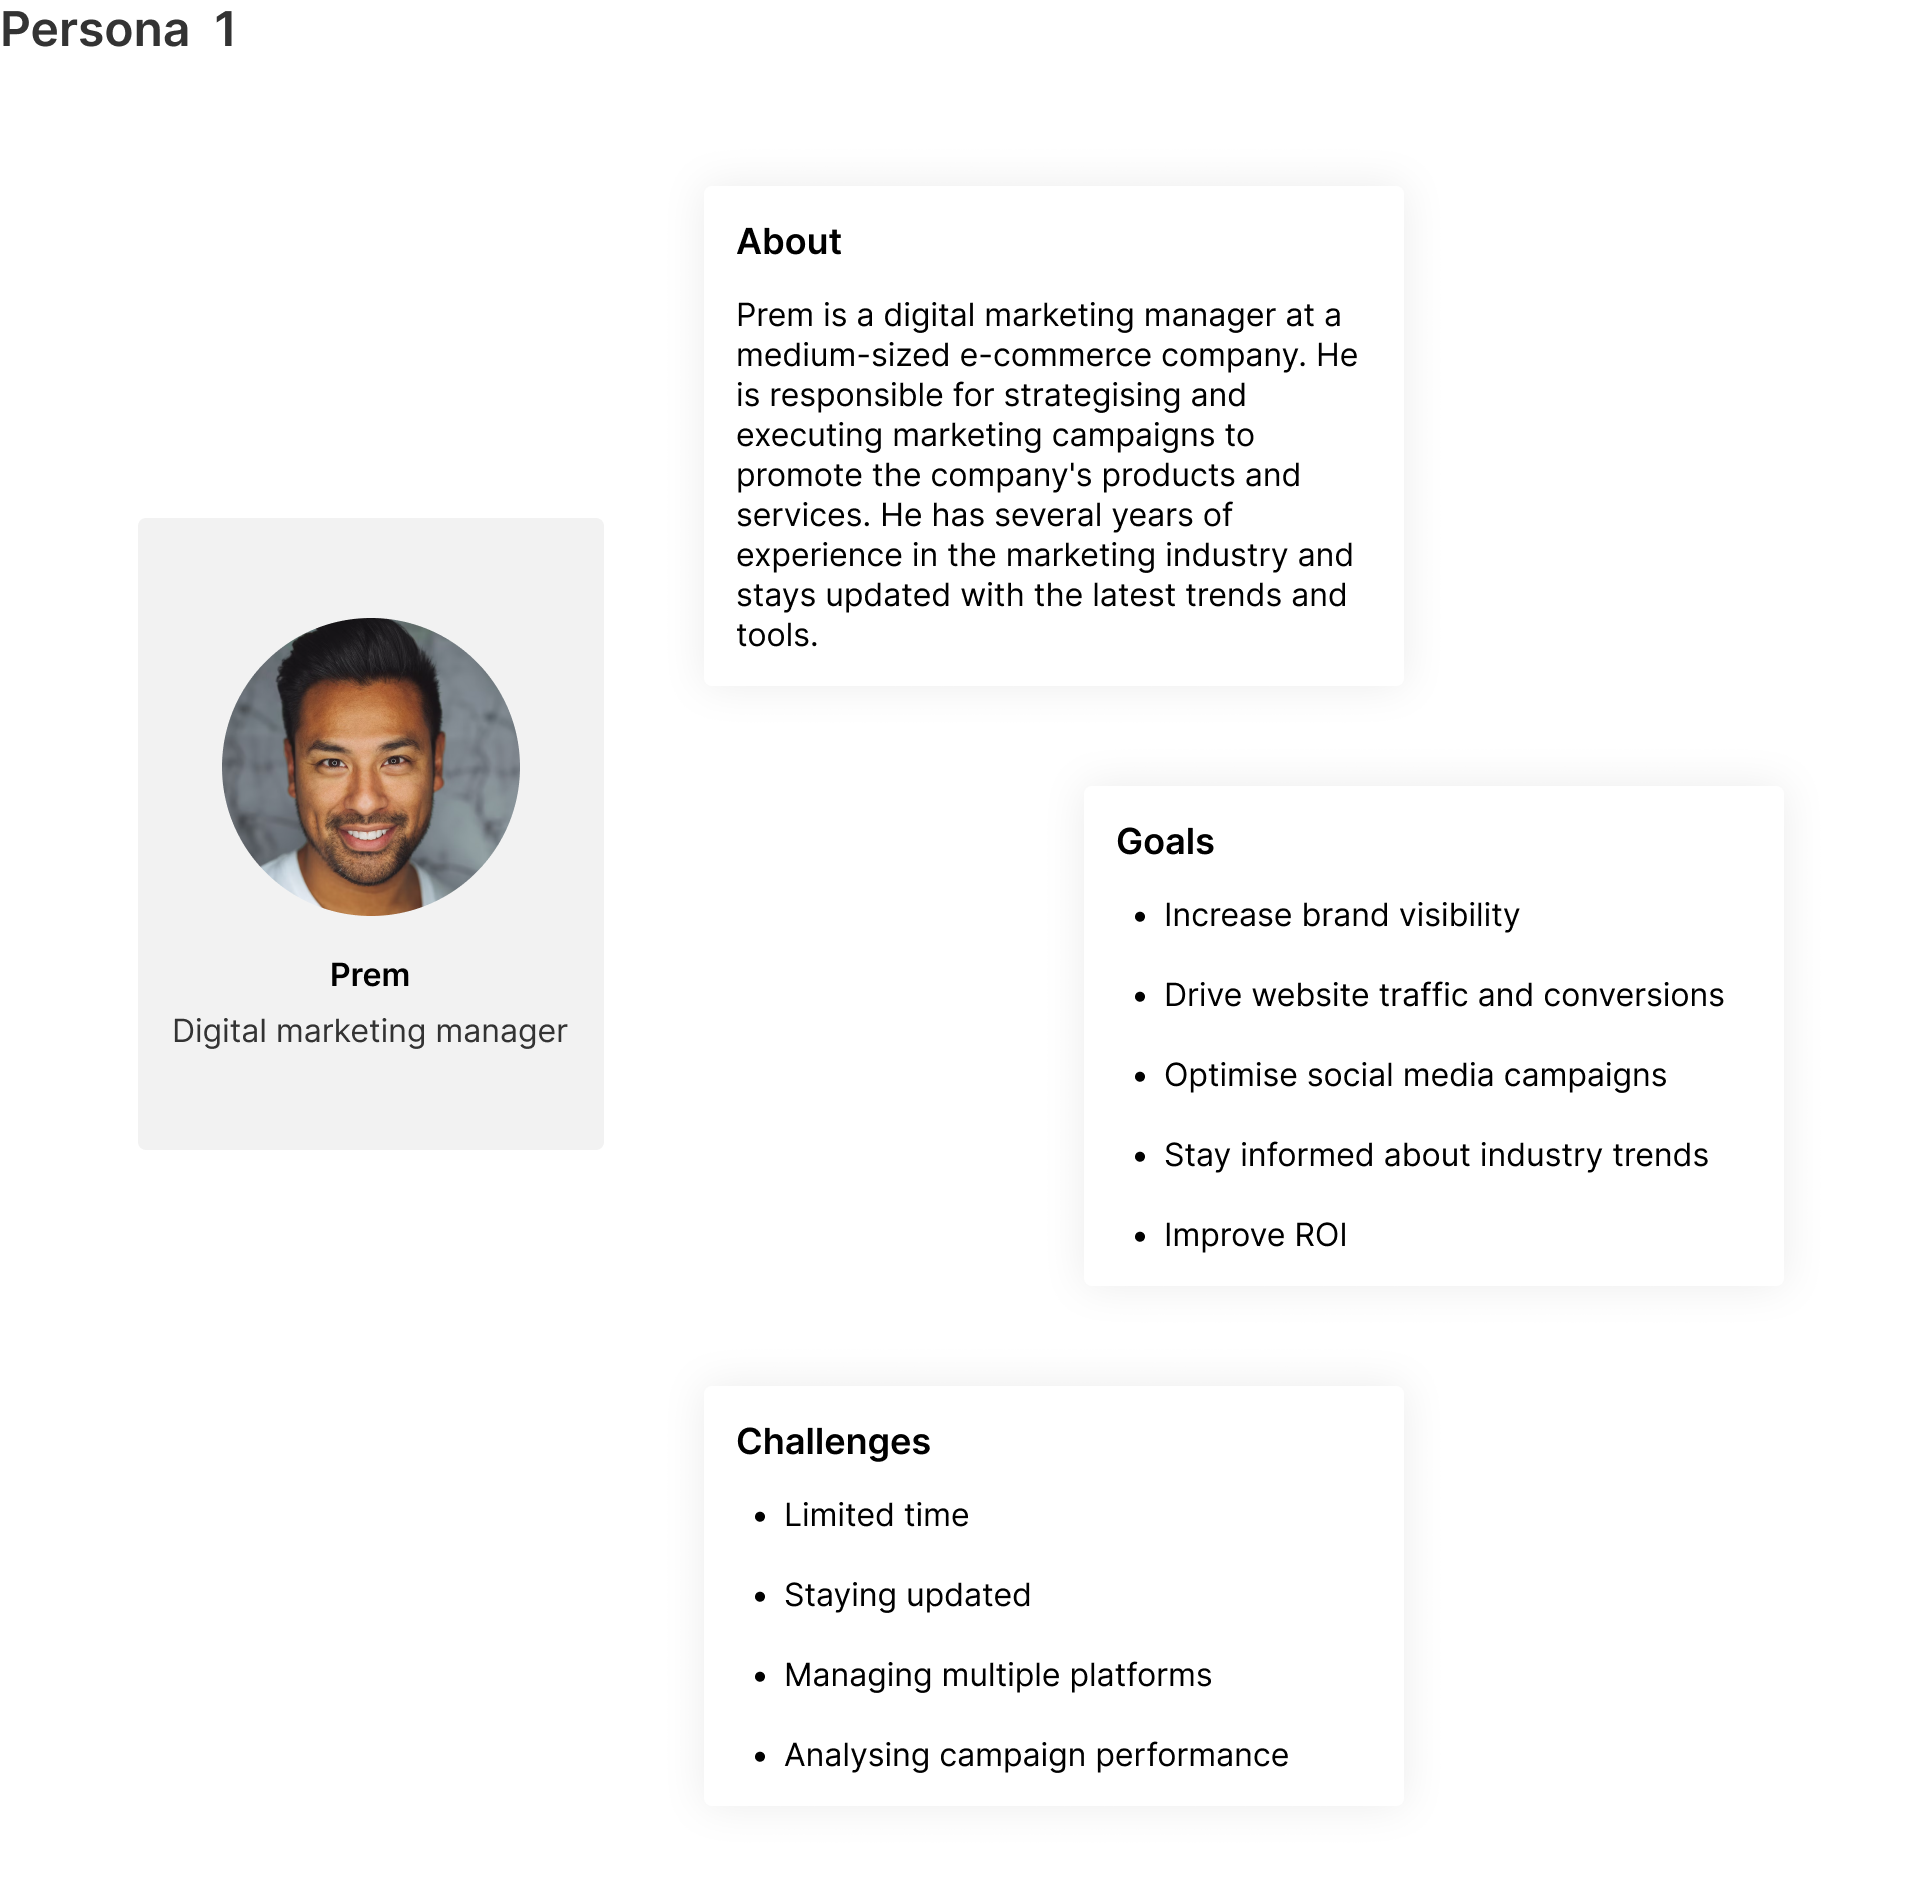 Persona 1
About
Prem is a digital marketing manager at a
medium-sized e-commerce company. He
is responsible for strategising and
executing marketing campaigns to
promote the company's products and
services. He has several years of
experience in the marketing industry and
stays updated with the latest trends and
tools.
Prem
Digital marketing manager
Goals
• Increase brand visibility
• Drive website traffic and conversions
• Optimise social media campaigns
• Stay informed about industry trends
• Improve ROI
Challenges
• Limited time
• Staying updated
• Managing multiple platforms
• Analysing campaign performance